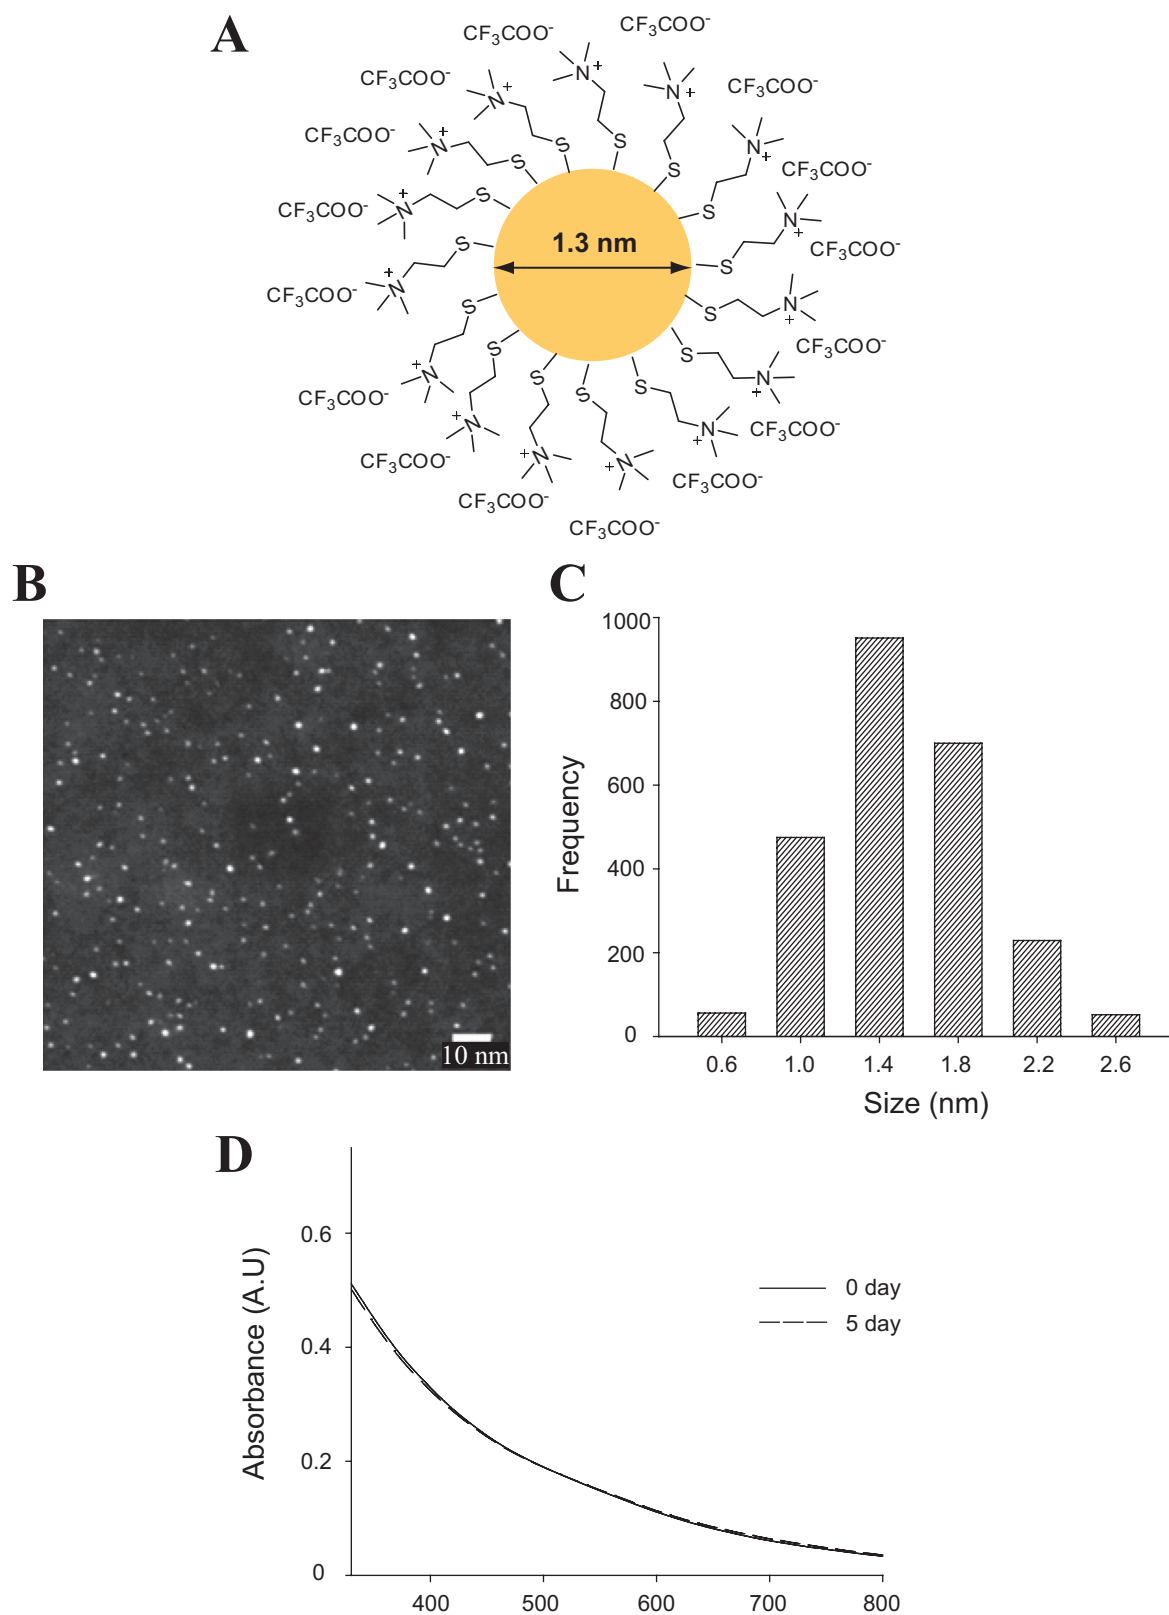 A
CF₃COO⁻
CF₃COO⁻
N+
CF₃COO⁻
CF₃COO⁻
N+
N+
CF₃COO⁻
N+
N+
S
S
S
S
CF₃COO⁻
S
CF₃COO⁻
N+
S
N+
S
1.3 nm
CF₃COO⁻
S
N+
CF₃COO⁻
N+
S
S
CF₃COO⁻
S
S
N+
S
N+
CF₃COO⁻
S
S
N+
N+
CF₃COO⁻
N+
CF₃COO⁻
N+
CF₃COO⁻
CF₃COO⁻
CF₃COO⁻
B
10 nm
C
1000
800
600
400
200
0
Frequency
0.6 1.0 1.4 1.8 2.2 2.6
Size (nm)
D
0.6
0.4
0.2
0
Absorbance (A.U)
0 day
5 day
400 500 600 700 800